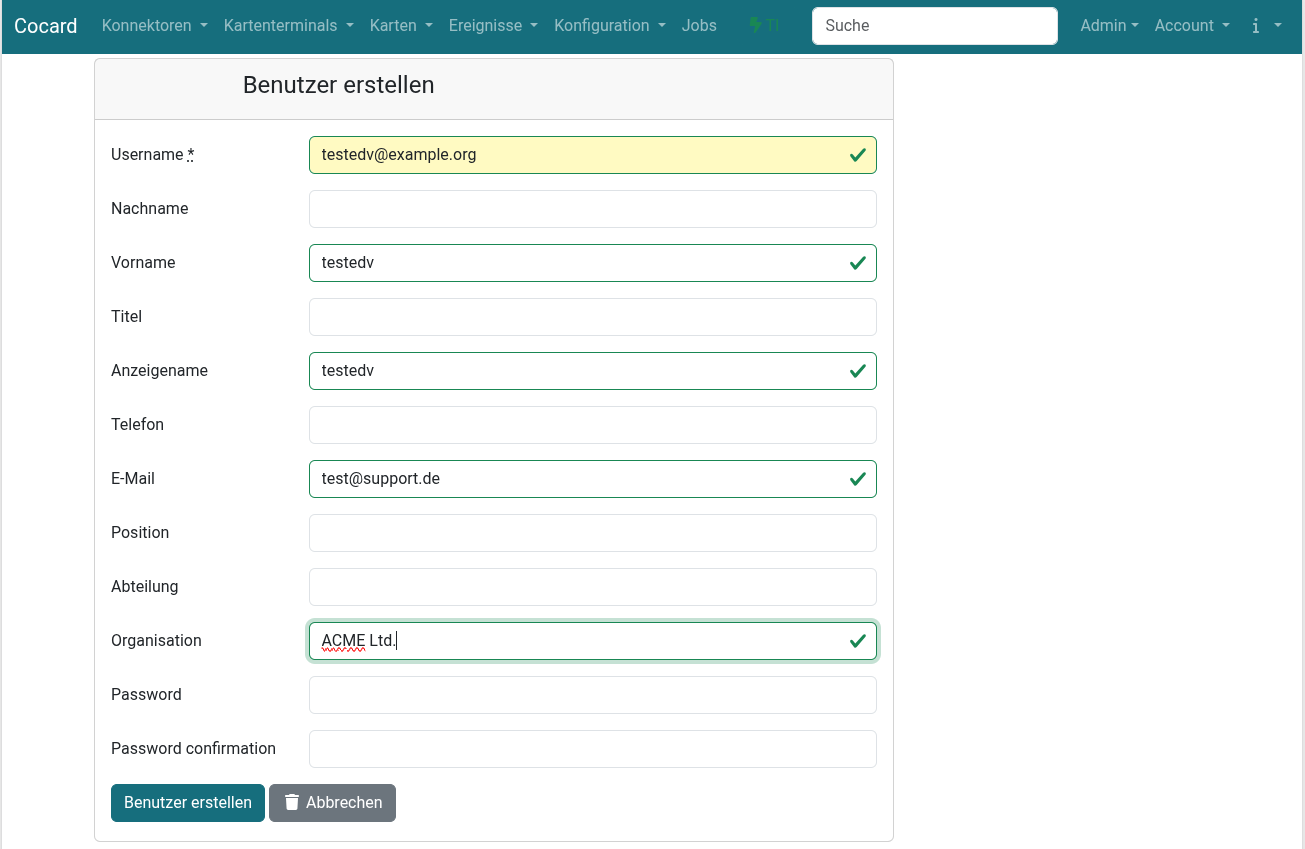 Cocard Konnektoren Kartenterminals Karten Ereignisse Konfiguration Jobs TI Suche Admin Account i
Benutzer erstellen
Username * testedv@example.org
Nachname
Vorname testedv
Titel
Anzeigename testedv
Telefon
E-Mail test@support.de
Position
Abteilung
Organisation ACME Ltd.
Password
Password confirmation
Benutzer erstellen Abbrechen